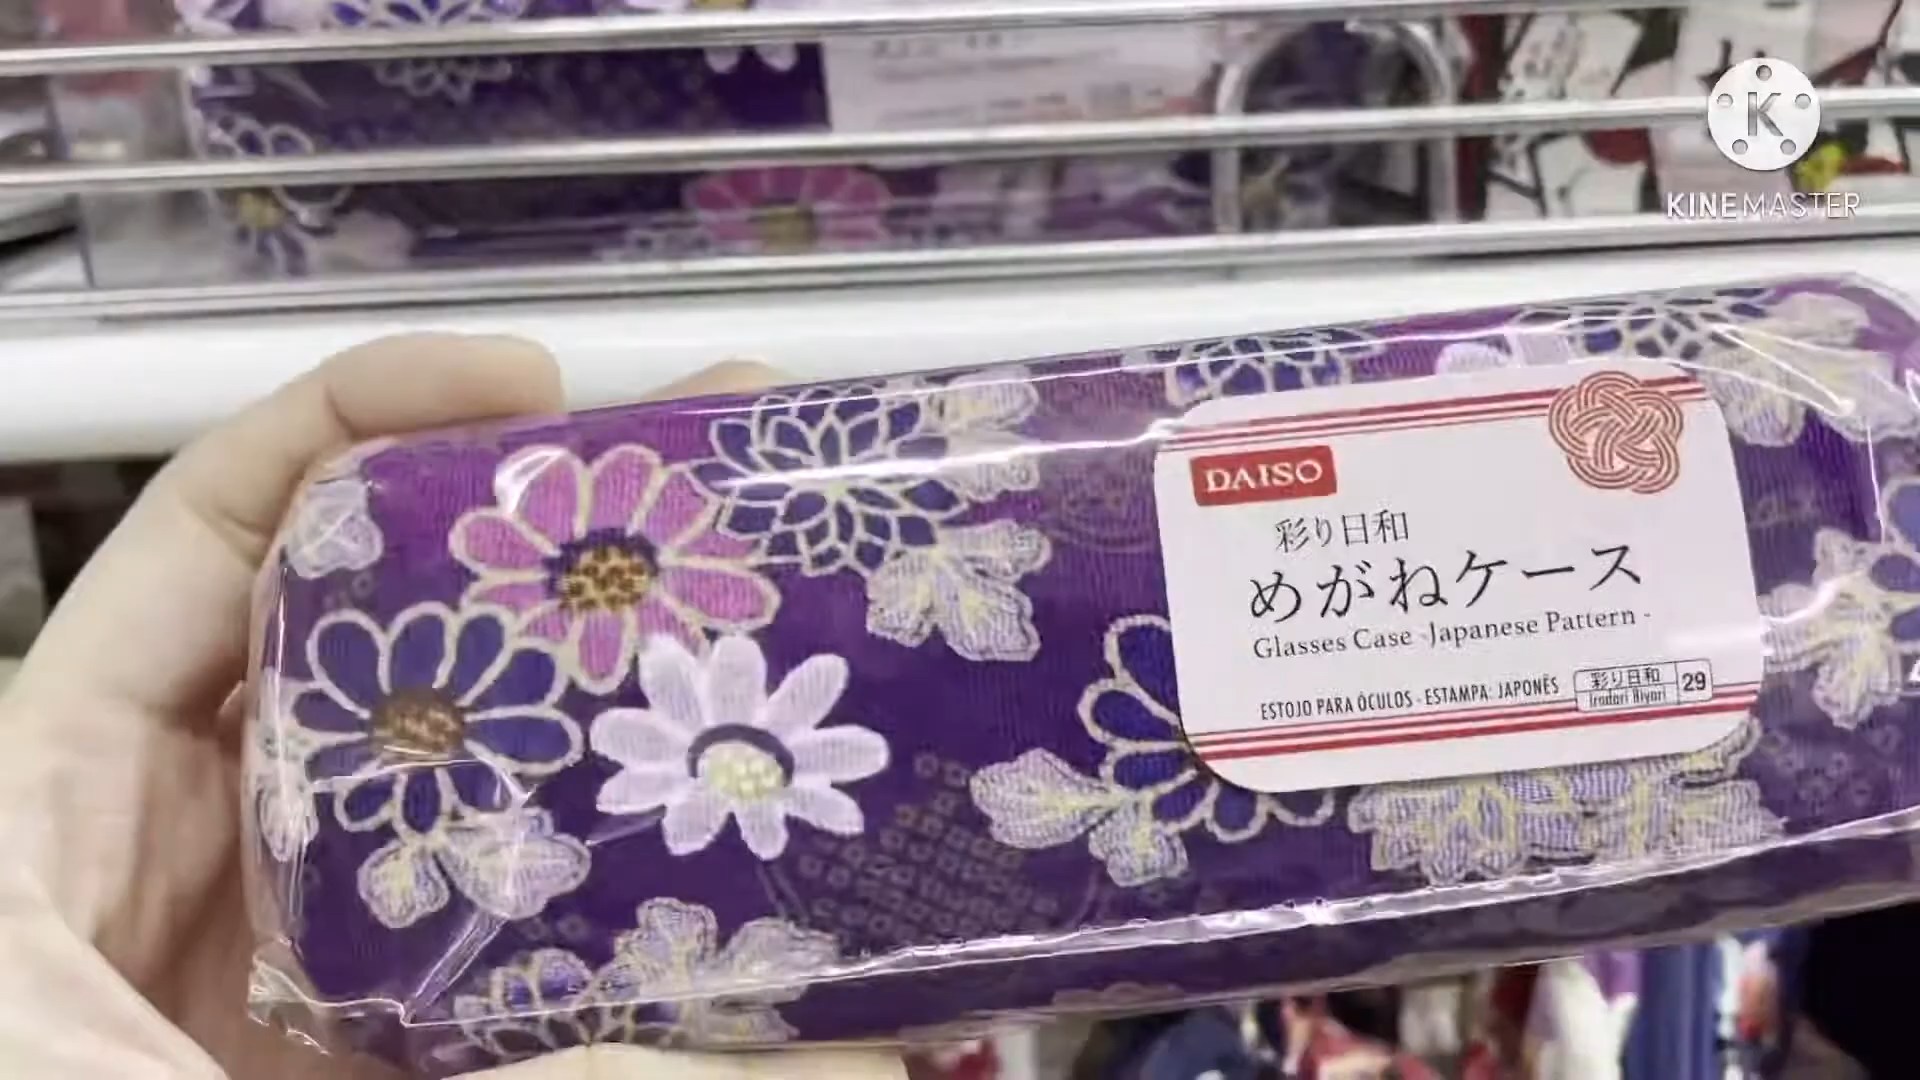 K
KINEMASTER
DAISO
彩り日和
めがねケース
Glasses Case -Japanese Pattern -
ESTOJO PARA ÓCULOS - ESTAMPA: JAPONÊS
彩り日和
Irodori Biyori
29